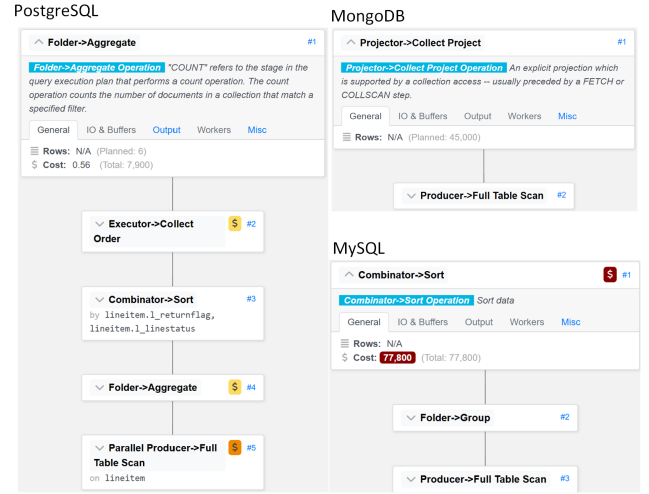 PostgreSQL
Folder->Aggregate #1
Folder->Aggregate Operation "COUNT" refers to the stage in the
query execution plan that performs a count operation. The count
operation counts the number of documents in a collection that match a
specified filter.
General IO & Buffers Output Workers Misc
Rows: N/A (Planned: 6)
$ Cost: 0.56 (Total: 7,900)
Executor->Collect $ #2
Order
Combinator->Sort #3
by lineitem.l_returnflag,
lineitem.l_linestatus
Folder->Aggregate $ #4
Parallel Producer->Full $ #5
Table Scan
on lineitem
MongoDB
Projector->Collect Project #1
Projector->Collect Project Operation An explicit projection which
is supported by a collection access -- usually preceded by a FETCH or
COLLSCAN step.
General IO & Buffers Output Workers Misc
Rows: N/A (Planned: 45,000)
Producer->Full Table Scan #2
MySQL
Combinator->Sort $ #1
Combinator->Sort Operation Sort data
General IO & Buffers Output Workers Misc
Rows: N/A
$ Cost: 77,800 (Total: 77,800)
Folder->Group #2
Producer->Full Table Scan #3